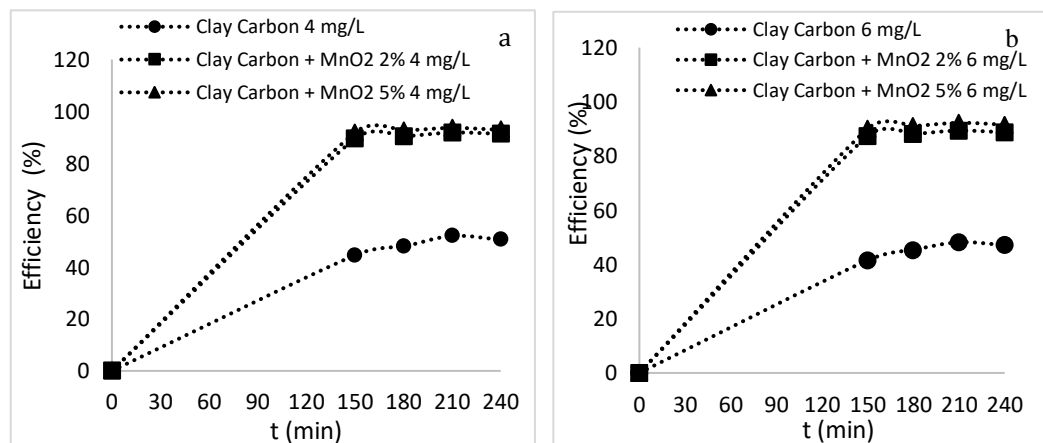 a
Clay Carbon 4 mg/L
Clay Carbon + MnO2 2% 4 mg/L
Clay Carbon + MnO2 5% 4 mg/L
120
100
80
60
40
20
0
Efficiency (%)
0 30 60 90 120 150 180 210 240
t (min)
b
Clay Carbon 6 mg/L
Clay Carbon + MnO2 2% 6 mg/L
Clay Carbon + MnO2 5% 6 mg/L
120
100
80
60
40
20
0
Efficiency (%)
0 30 60 90 120 150 180 210 240
t (min)